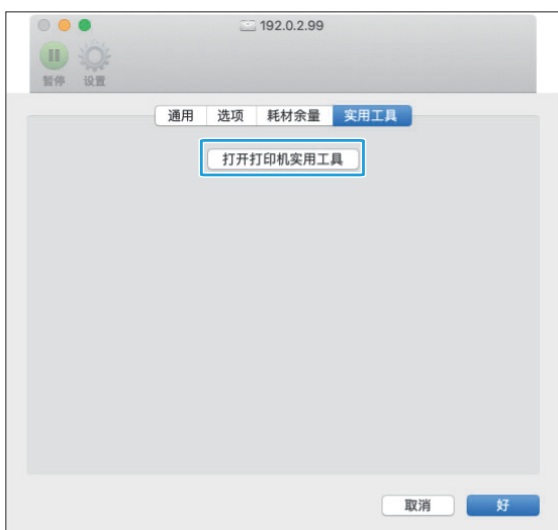 192.0.2.99
暂停 设置
通用 选项 耗材余量 实用工具
打开打印机实用工具
取消 好